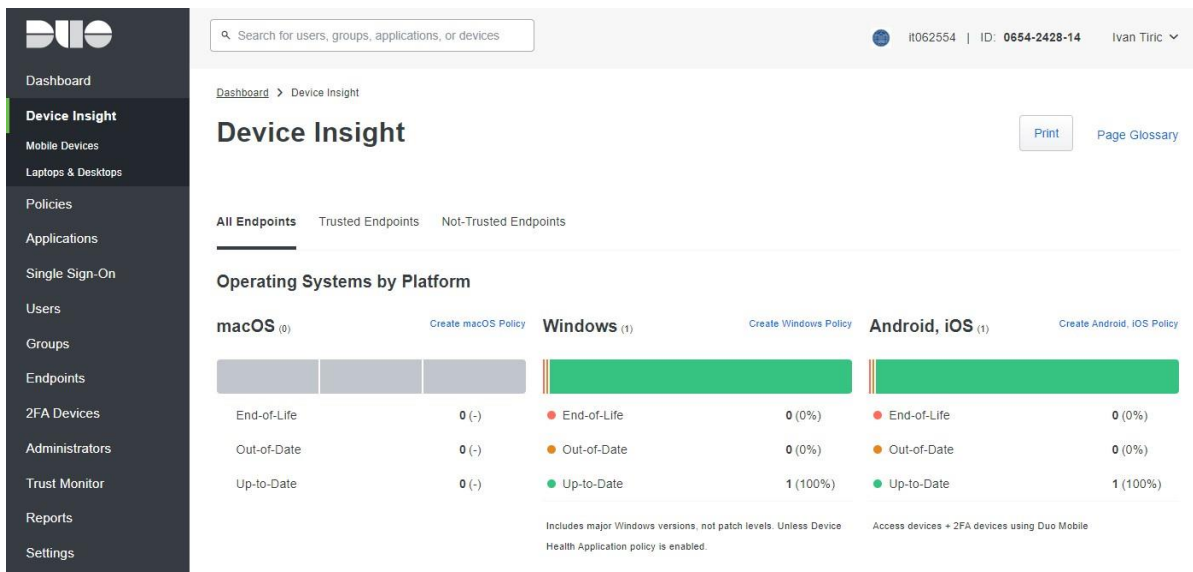 DUO
Search for users, groups, applications, or devices
it062554 | ID: 0654-2428-14
Ivan Tiric
Dashboard
Device Insight
Mobile Devices
Laptops & Desktops
Policies
Applications
Single Sign-On
Users
Groups
Endpoints
2FA Devices
Administrators
Trust Monitor
Reports
Settings
Dashboard > Device Insight
Device Insight
Print
Page Glossary
All Endpoints Trusted Endpoints Not-Trusted Endpoints
Operating Systems by Platform
macOS (0) Create macOS Policy
End-of-Life 0 (-)
Out-of-Date 0 (-)
Up-to-Date 0 (-)
Windows (1) Create Windows Policy
End-of-Life 0 (0%)
Out-of-Date 0 (0%)
Up-to-Date 1 (100%)
Includes major Windows versions, not patch levels. Unless Device
Health Application policy is enabled.
Android, iOS (1) Create Android, iOS Policy
End-of-Life 0 (0%)
Out-of-Date 0 (0%)
Up-to-Date 1 (100%)
Access devices + 2FA devices using Duo Mobile